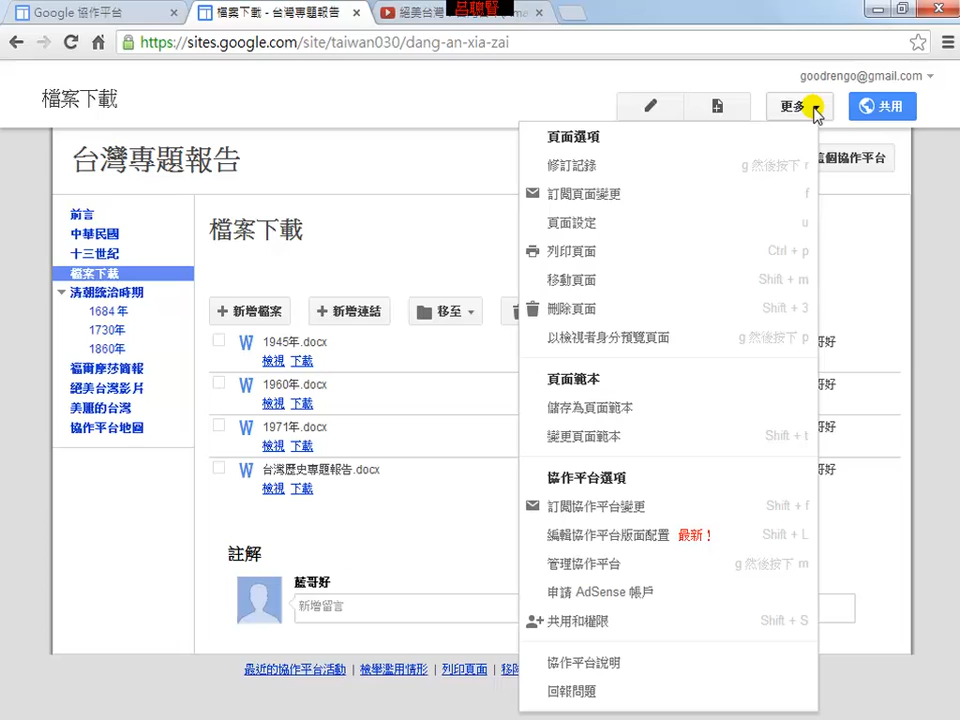 Google 協作平台
檔案下載 - 台灣專題報告
絕美台灣
呂聰賢
https://sites.google.com/site/taiwan030/dang-an-xia-zai
goodrengo@gmail.com
檔案下載
更多
共用
台灣專題報告
這個協作平台
前言
中華民國
十三世紀
檔案下載
清朝統治時期
1684 年
1730年
1860年
福爾摩莎簡報
絕美台灣影片
美麗的台灣
協作平台地圖
檔案下載
新增檔案
新增連結
移至
1945年.docx
檢視 下載
1960年.docx
檢視 下載
1971年.docx
檢視 下載
台灣歷史專題報告.docx
檢視 下載
哥好
哥好
哥好
哥好
註解
藍哥好
新增留言
最近的協作平台活動 | 檢舉濫用情形 | 列印頁面 | 移除
頁面選項
修訂記錄 g 然後按下 r
訂閱頁面變更 f
頁面設定 u
列印頁面 Ctrl + p
移動頁面 Shift + m
刪除頁面 Shift + 3
以檢視者身分預覽頁面 g 然後按下 p
頁面範本
儲存為頁面範本
變更頁面範本 Shift + t
協作平台選項
訂閱協作平台變更 Shift + f
編輯協作平台版面配置 最新！ Shift + L
管理協作平台 g 然後按下 m
申請 AdSense 帳戶
共用和權限 Shift + S
協作平台說明
回報問題